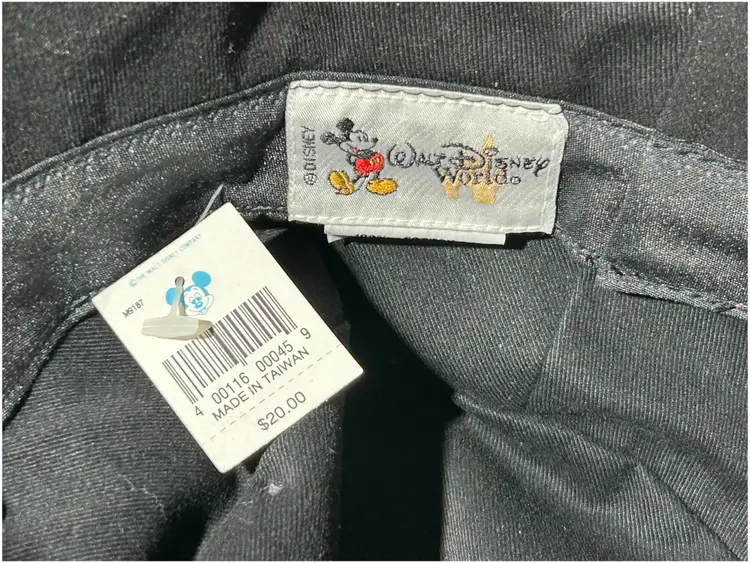 ©DISNEY
Walt Disney
World®
©THE WALT DISNEY COMPANY
MS187
4 00116 00045 9
MADE IN TAIWAN
$20.00